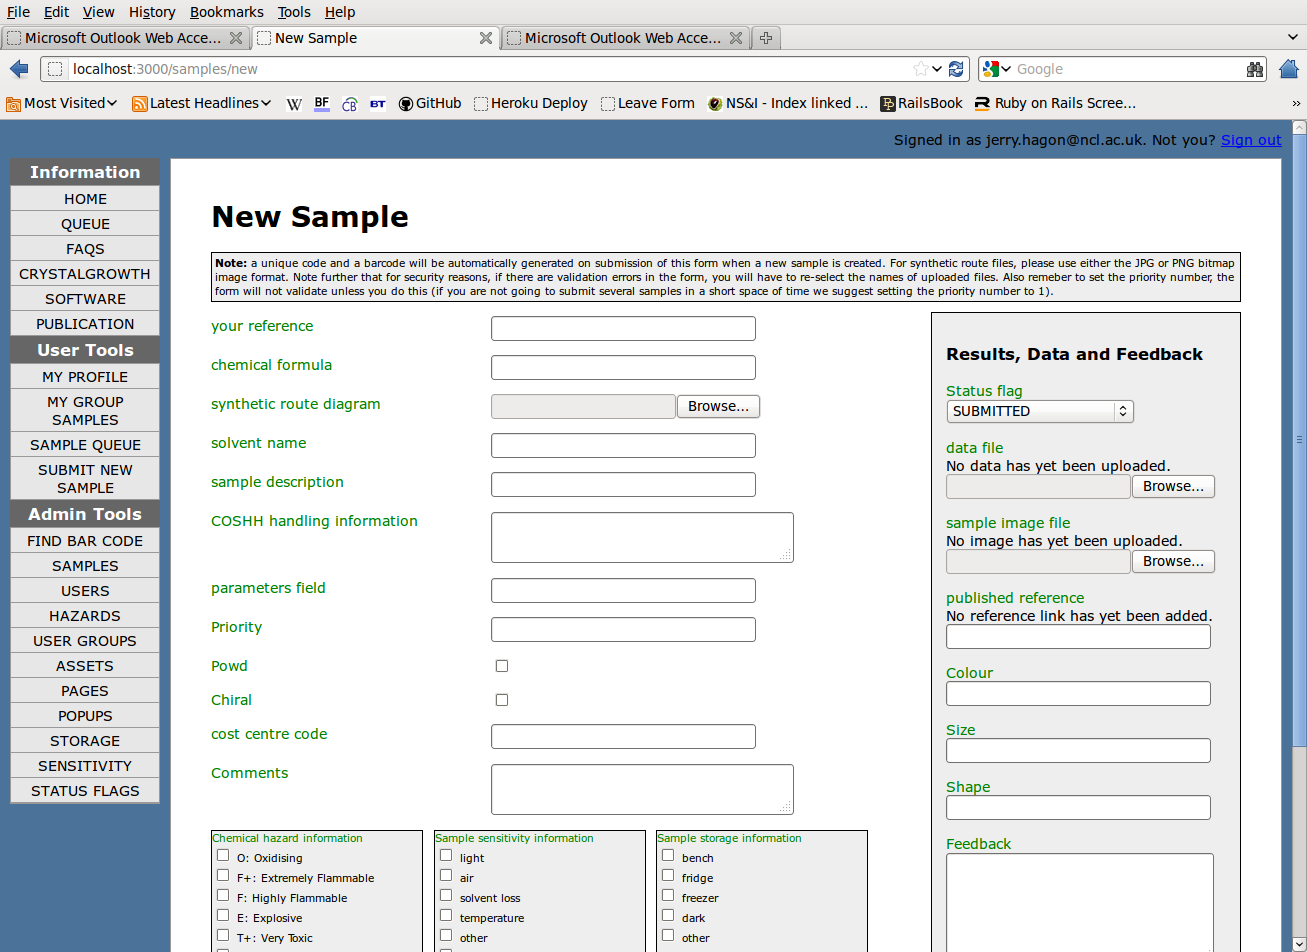 File Edit View History Bookmarks Tools Help
Microsoft Outlook Web Acce...
New Sample
Microsoft Outlook Web Acce...
localhost:3000/samples/new
Google
Most Visited
Latest Headlines
W
BF
CB
BT
GitHub
Heroku Deploy
Leave Form
NS&I - Index linked ...
RailsBook
Ruby on Rails Scree...
»
Signed in as jerry.hagon@ncl.ac.uk. Not you? Sign out
Information
HOME
QUEUE
FAQS
CRYSTALGROWTH
SOFTWARE
PUBLICATION
User Tools
MY PROFILE
MY GROUP
SAMPLES
SAMPLE QUEUE
SUBMIT NEW
SAMPLE
Admin Tools
FIND BAR CODE
SAMPLES
USERS
HAZARDS
USER GROUPS
ASSETS
PAGES
POPUPS
STORAGE
SENSITIVITY
STATUS FLAGS
New Sample
Note: a unique code and a barcode will be automatically generated on submission of this form when a new sample is created. For synthetic route files, please use either the JPG or PNG bitmap
image format. Note further that for security reasons, if there are validation errors in the form, you will have to re-select the names of uploaded files. Also remeber to set the priority number, the
form will not validate unless you do this (if you are not going to submit several samples in a short space of time we suggest setting the priority number to 1).
your reference
chemical formula
synthetic route diagram
Browse...
solvent name
sample description
COSHH handling information
parameters field
Priority
Powd
Chiral
cost centre code
Comments
Chemical hazard information
O: Oxidising
F+: Extremely Flammable
F: Highly Flammable
E: Explosive
T+: Very Toxic
Sample sensitivity information
light
air
solvent loss
temperature
other
Sample storage information
bench
fridge
freezer
dark
other
Results, Data and Feedback
Status flag
SUBMITTED
data file
No data has yet been uploaded.
Browse...
sample image file
No image has yet been uploaded.
Browse...
published reference
No reference link has yet been added.
Colour
Size
Shape
Feedback